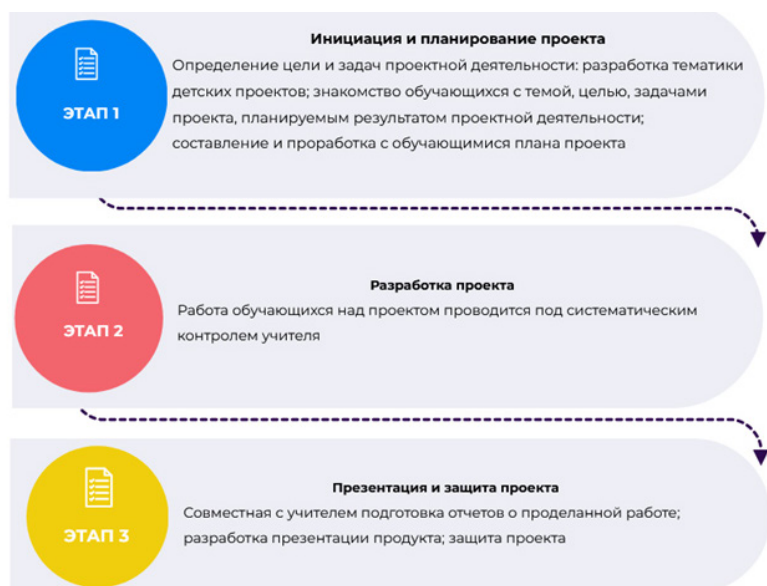 Инициация и планирование проекта
Определение цели и задач проектной деятельности: разработка тематики
детских проектов; знакомство обучающихся с темой, целью, задачами
ЭТАП 1
проекта, планируемым результатом проектной деятельности;
составление и проработка с обучающимися плана проекта
Разработка проекта
Работа обучающихся над проектом проводится под систематическим
ЭТАП 2
контролем учителя
Презентация и защита проекта
Совместная с учителем подготовка отчетов о проделанной работе;
ЭТАП 3
разработка презентации продукта; защита проекта